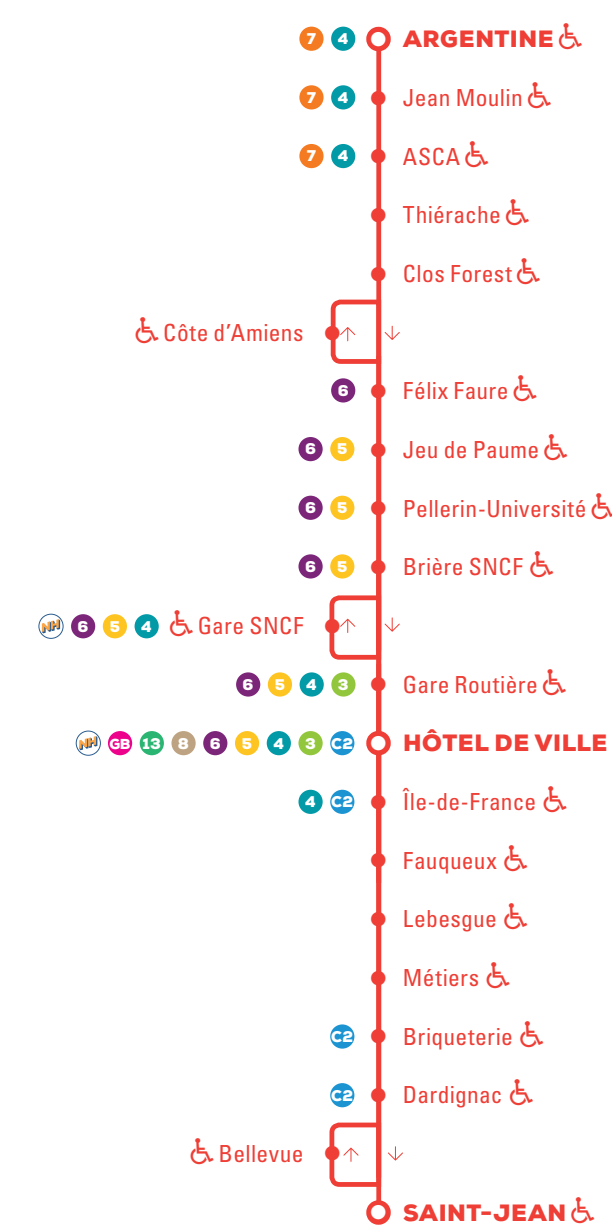 7 4 ARGENTINE
7 4 Jean Moulin
7 4 ASCA
Thiérache
Clos Forest
Côte d'Amiens
6 Félix Faure
6 5 Jeu de Paume
6 5 Pellerin-Université
6 5 Brière SNCF
NH 6 5 4 Gare SNCF
6 5 4 3 Gare Routière
NH GB 13 8 6 5 4 3 C2 HÔTEL DE VILLE
4 C2 Île-de-France
Fauqueux
Lebesgue
Métiers
C2 Briqueterie
C2 Dardignac
Bellevue
SAINT-JEAN